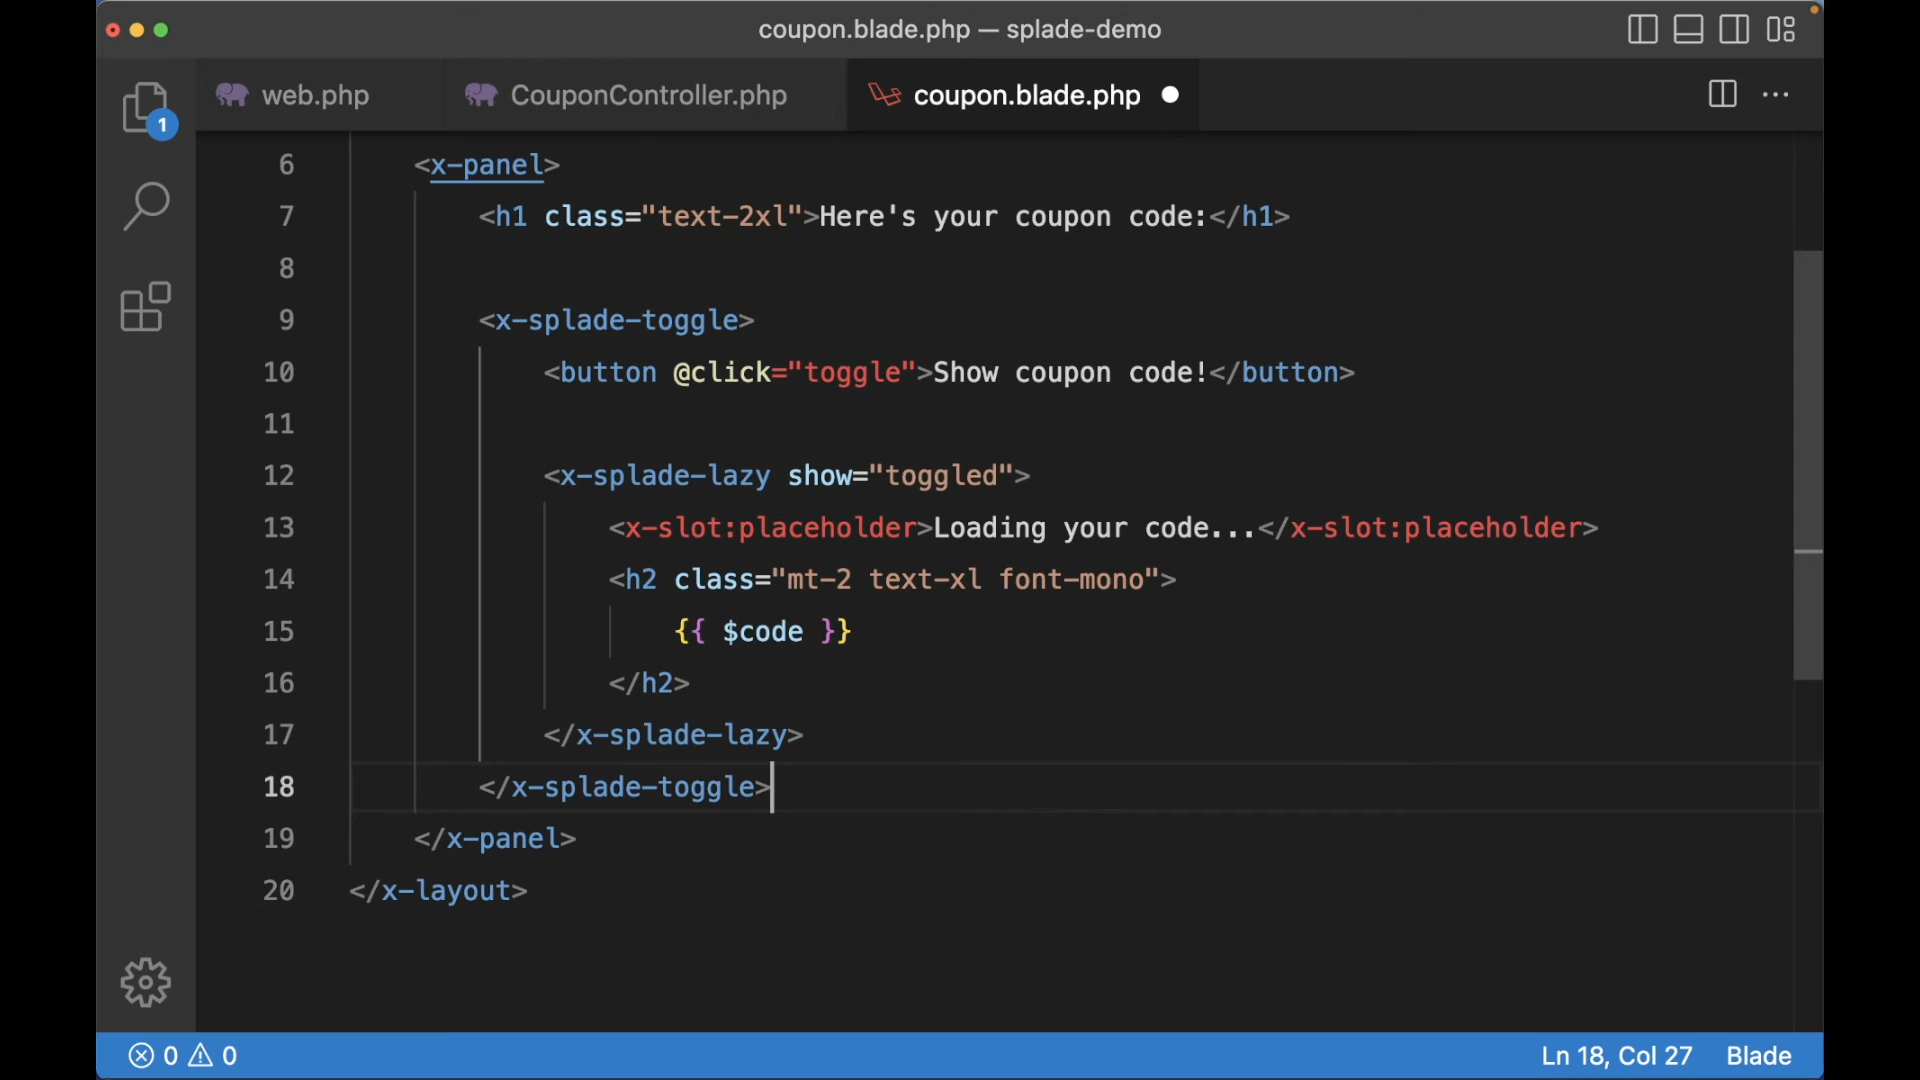 coupon.blade.php — splade-demo
web.php
CouponController.php
coupon.blade.php
1
6 <x-panel>
7 <h1 class="text-2xl">Here's your coupon code:</h1>
8
9 <x-splade-toggle>
10 <button @click="toggle">Show coupon code!</button>
11
12 <x-splade-lazy show="toggled">
13 <x-slot:placeholder>Loading your code...</x-slot:placeholder>
14 <h2 class="mt-2 text-xl font-mono">
15 {{ $code }}
16 </h2>
17 </x-splade-lazy>
18 </x-splade-toggle>
19 </x-panel>
20 </x-layout>
0 0 Ln 18, Col 27 Blade